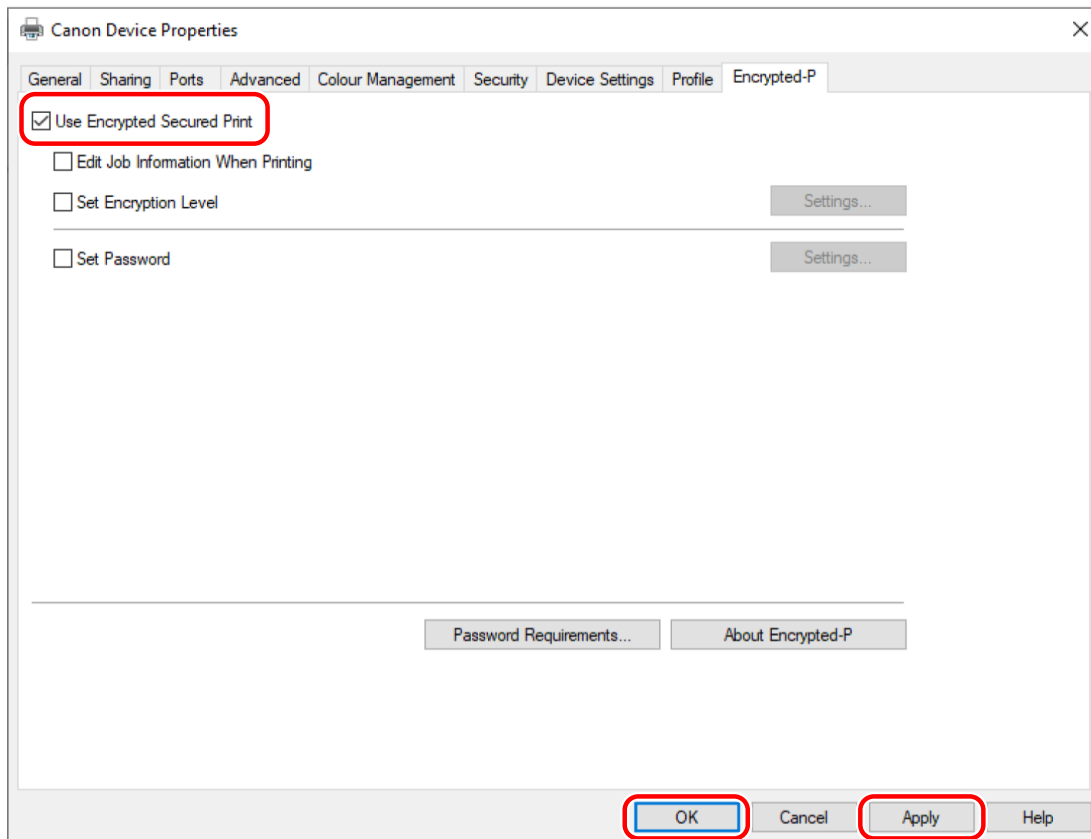 Canon Device Properties
General Sharing Ports Advanced Colour Management Security Device Settings Profile Encrypted-P
Use Encrypted Secured Print
Edit Job Information When Printing
Set Encryption Level Settings...
Set Password Settings...
Password Requirements... About Encrypted-P
OK Cancel Apply Help